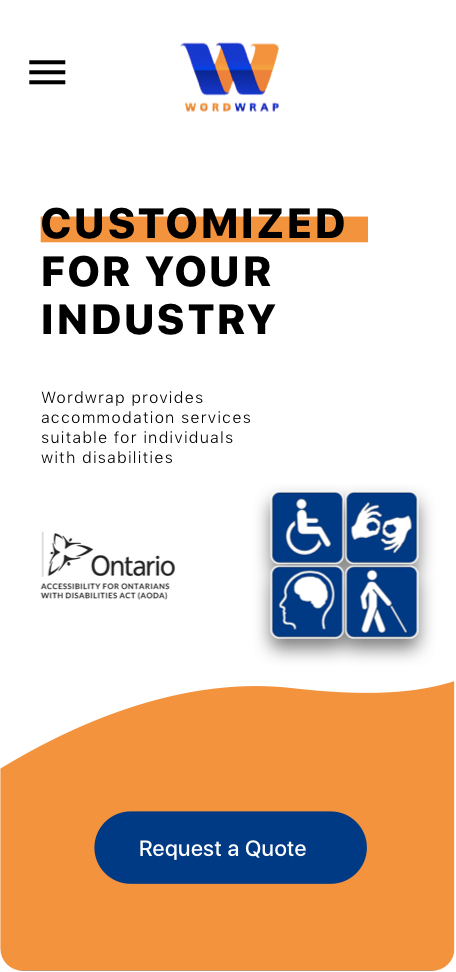 WORDWRAP
CUSTOMIZED
FOR YOUR
INDUSTRY
Wordwrap provides
accommodation services
suitable for individuals
with disabilities
Ontario
ACCESSIBILITY FOR ONTARIANS
WITH DISABILITIES ACT (AODA)
Request a Quote